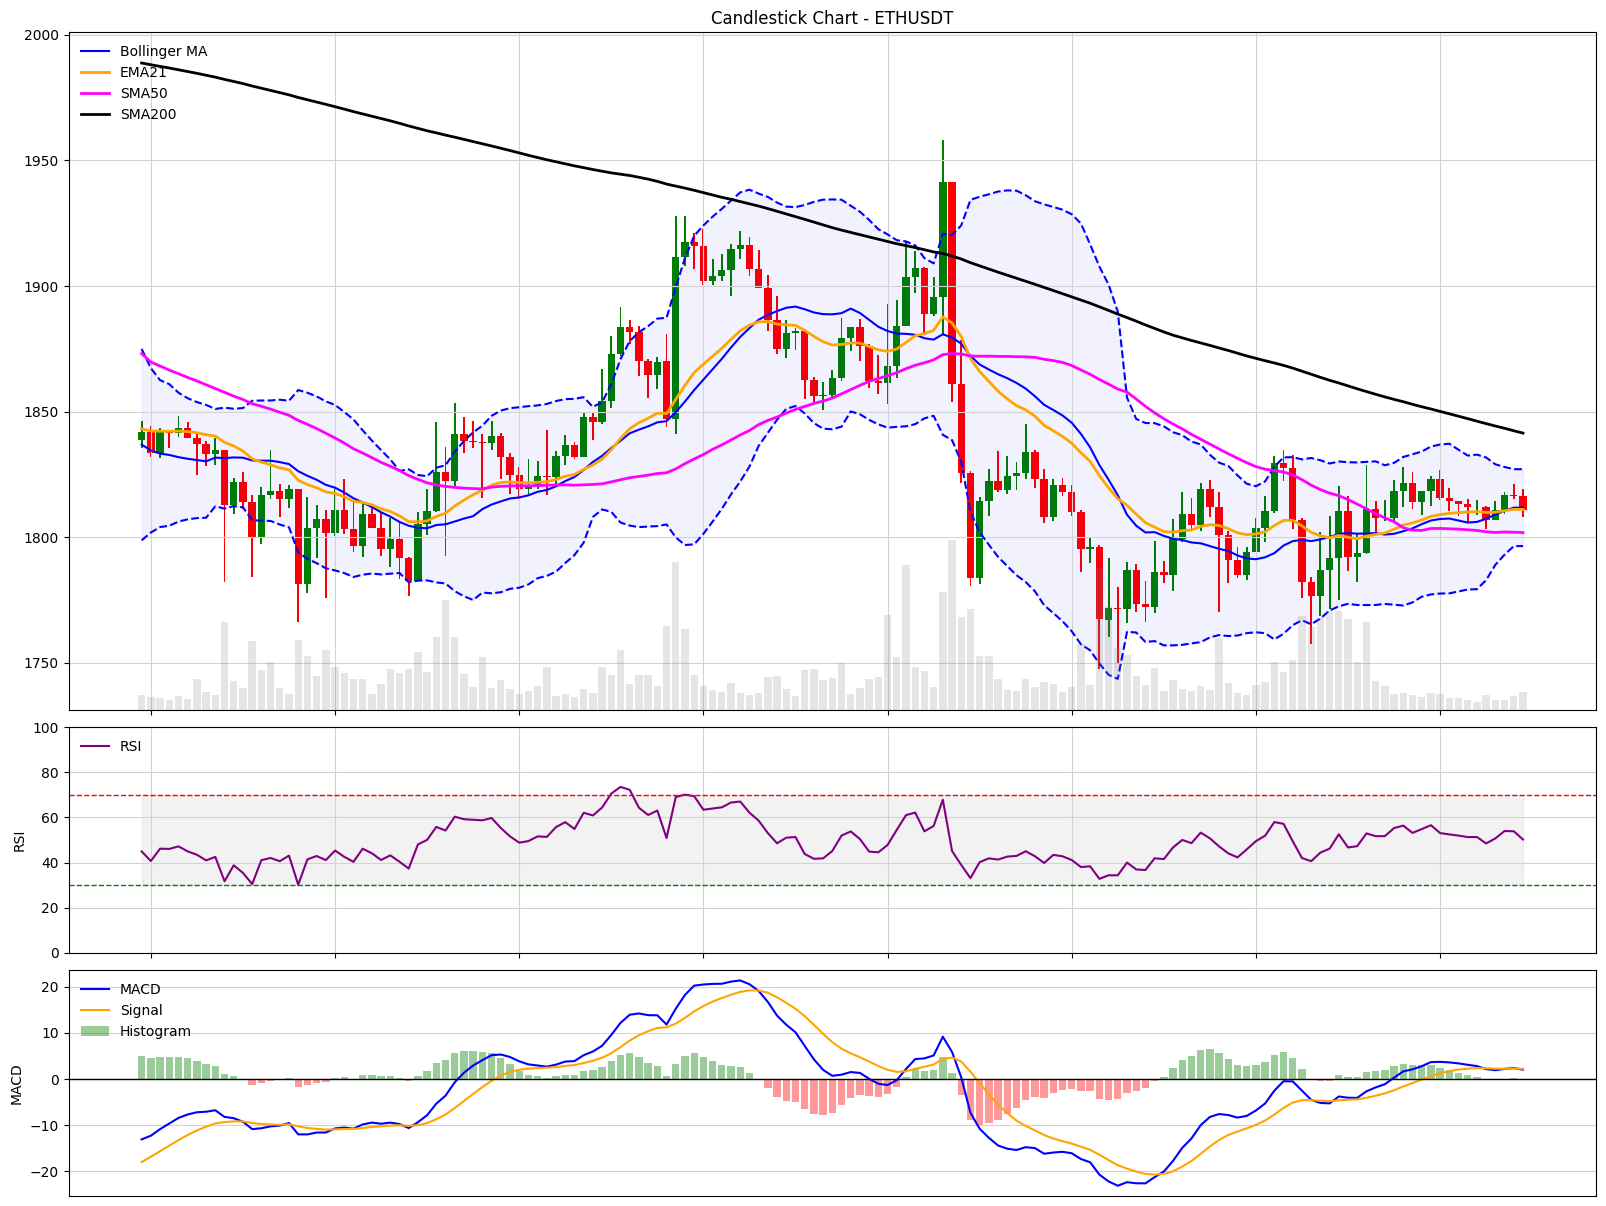 Candlestick Chart - ETHUSDT
2000
1950
1900
1850
1800
1750
Bollinger MA
EMA21
SMA50
SMA200
100
80
60
40
20
0
RSI
RSI
20
10
0
−10
−20
MACD
MACD
Signal
Histogram